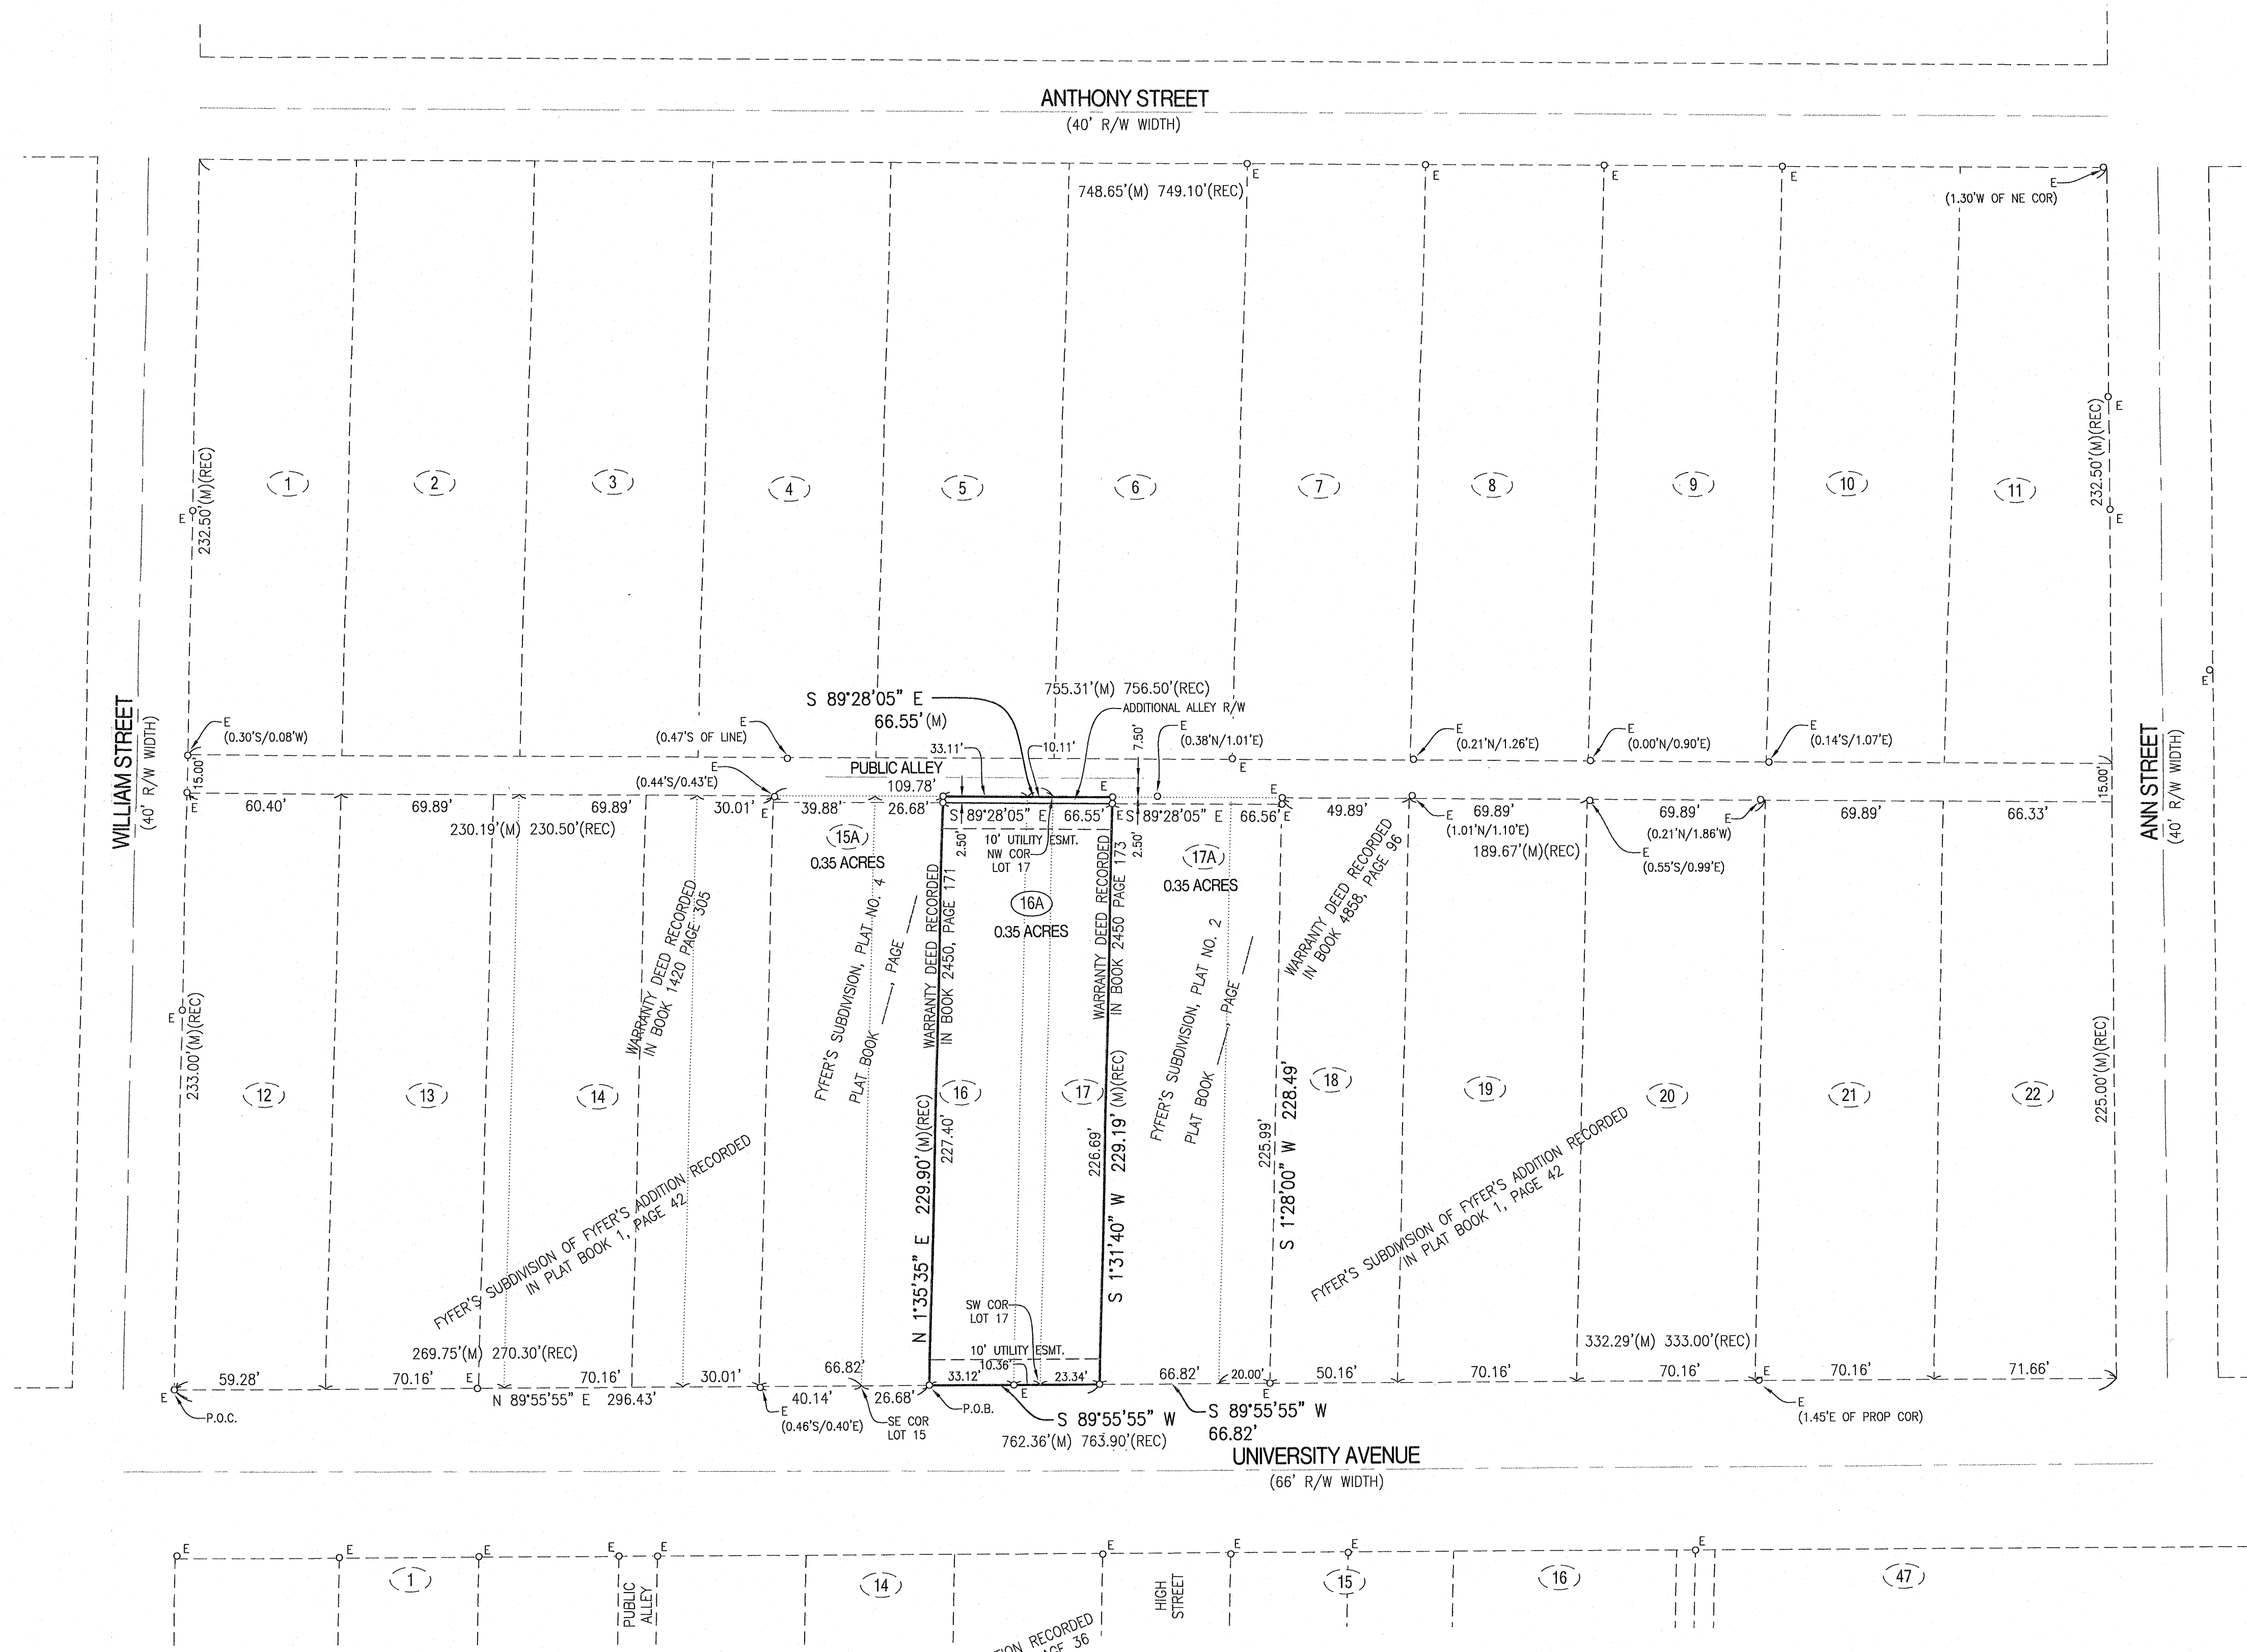 ANTHONY STREET
(40' R/W WIDTH)
748.65'(M) 749.10'(REC)
E
E
E
E
E
(1.30'W OF NE COR)
WILLIAM STREET
(40' R/W WIDTH)
ANN STREET
(40' R/W WIDTH)
232.50'(M)(REC)
232.50'(M)(REC)
E
E
E
E
1
2
3
4
5
6
7
8
9
10
11
S 89°28'05" E
66.55'(M)
755.31'(M) 756.50'(REC)
ADDITIONAL ALLEY R/W
E
(0.30'S/0.08'W)
E
(0.47'S OF LINE)
33.11'
10.11'
7.50'
E
(0.38'N/1.01'E)
E
E
(0.21'N/1.26'E)
E
(0.00'N/0.90'E)
E
(0.14'S/1.07'E)
15.00'
15.00'
PUBLIC ALLEY
109.78'
E
(0.44'S/0.43'E)
E
E
E
E
60.40'
69.89'
69.89'
30.01'
E
39.88'
26.68'
S 89°28'05" E 66.55'
E
S 89°28'05" E 66.56'
E
49.89'
69.89'
69.89'
69.89'
66.33'
230.19'(M) 230.50'(REC)
E
(1.01'N/1.10'E)
E
(0.21'N/1.86'W)
189.67'(M)(REC)
E
(0.55'S/0.99'E)
15A
0.35 ACRES
2.50'
10' UTILITY ESMT.
NW COR
LOT 17
2.50'
17A
0.35 ACRES
16A
0.35 ACRES
WARRANTY DEED RECORDED
IN BOOK 1420 PAGE 305
FYFER'S SUBDIVISION, PLAT NO. 4
PLAT BOOK ____, PAGE ____
WARRANTY DEED RECORDED
IN BOOK 2450, PAGE 171
WARRANTY DEED RECORDED
IN BOOK 2450 PAGE 173
FYFER'S SUBDIVISION, PLAT NO. 2
PLAT BOOK ____, PAGE ____
WARRANTY DEED RECORDED
IN BOOK 4858, PAGE 96
E
233.00'(M)(REC)
225.00'(M)(REC)
12
13
14
16
17
18
19
20
21
22
N 1°35'35" E 229.90'(M)(REC)
227.40'
226.69'
S 1°31'40" W 229.19'(M)(REC)
225.99'
S 1°28'00" W 228.49'
FYFER'S SUBDIVISION OF FYFER'S ADDITION RECORDED
IN PLAT BOOK 1, PAGE 42
FYFER'S SUBDIVISION OF FYFER'S ADDITION RECORDED
IN PLAT BOOK 1, PAGE 42
SW COR
LOT 17
10' UTILITY ESMT.
10.36'
269.75'(M) 270.30'(REC)
332.29'(M) 333.00'(REC)
59.28'
70.16'
70.16'
30.01'
66.82'
40.14'
26.68'
33.12'
23.34'
66.82'
20.00'
50.16'
70.16'
70.16'
70.16'
71.66'
E
P.O.C.
E
N 89°55'55" E 296.43'
E
(0.46'S/0.40'E)
SE COR
LOT 15
P.O.B.
E
S 89°55'55" W
S 89°55'55" W
66.82'
E
E
E
(1.45'E OF PROP COR)
762.36'(M) 763.90'(REC)
UNIVERSITY AVENUE
(66' R/W WIDTH)
E
E
E
E
E
E
E
E
E
1
PUBLIC
ALLEY
14
HIGH
STREET
15
16
47
TION RECORDED
AGE 36